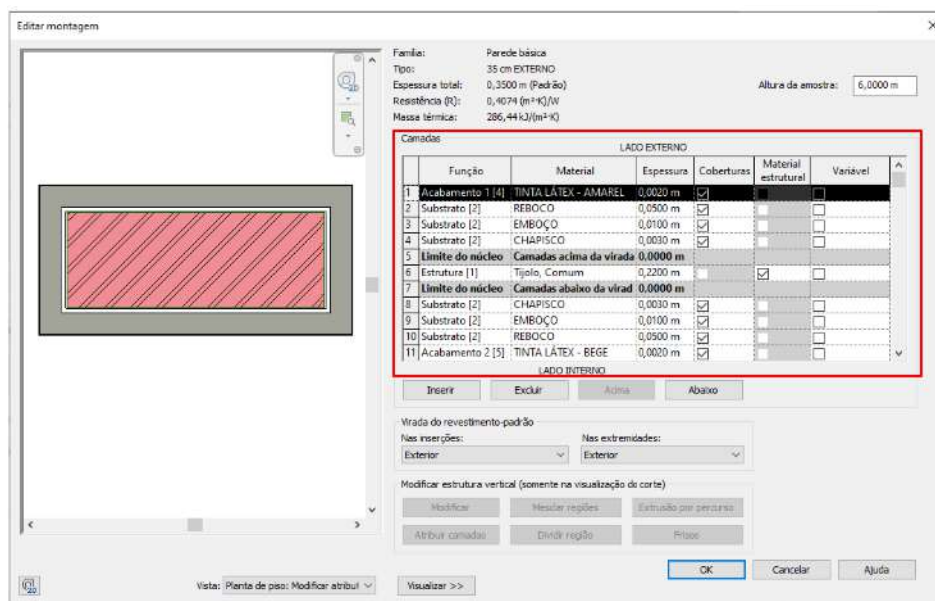 Editar montagem
Família: Parede básica
Tipo: 35 cm EXTERNO
Espessura total: 0,3500 m (Padrão)
Resistência (R): 0,4074 (m²·K)/W
Massa térmica: 286,44 kJ/(m²·K)
Altura da amostra: 6,0000 m
Camadas
LADO EXTERNO
Função Material Espessura Coberturas Material estrutural Variável
1 Acabamento 1 [4] TINTA LÁTEX - AMAREL 0,0020 m
2 Substrato [2] REBOCO 0,0500 m
3 Substrato [2] EMBOÇO 0,0100 m
4 Substrato [2] CHAPISCO 0,0030 m
5 Limite do núcleo Camadas acima da virada 0,0000 m
6 Estrutura [1] Tijolo, Comum 0,2200 m
7 Limite do núcleo Camadas abaixo da virad 0,0000 m
8 Substrato [2] CHAPISCO 0,0030 m
9 Substrato [2] EMBOÇO 0,0100 m
10 Substrato [2] REBOCO 0,0500 m
11 Acabamento 2 [5] TINTA LÁTEX - BEGE 0,0020 m
LADO INTERNO
Inserir Excluir Acima Abaixo
Virada do revestimento-padrão
Nas inserções: Nas extremidades:
Exterior Exterior
Modificar estrutura vertical (somente na visualização do corte)
Modificar Mesclar regiões Extrusão por percurso
Atribuir camadas Dividir região Frisos
OK Cancelar Ajuda
Vista: Planta de piso: Modificar atribut Visualizar >>